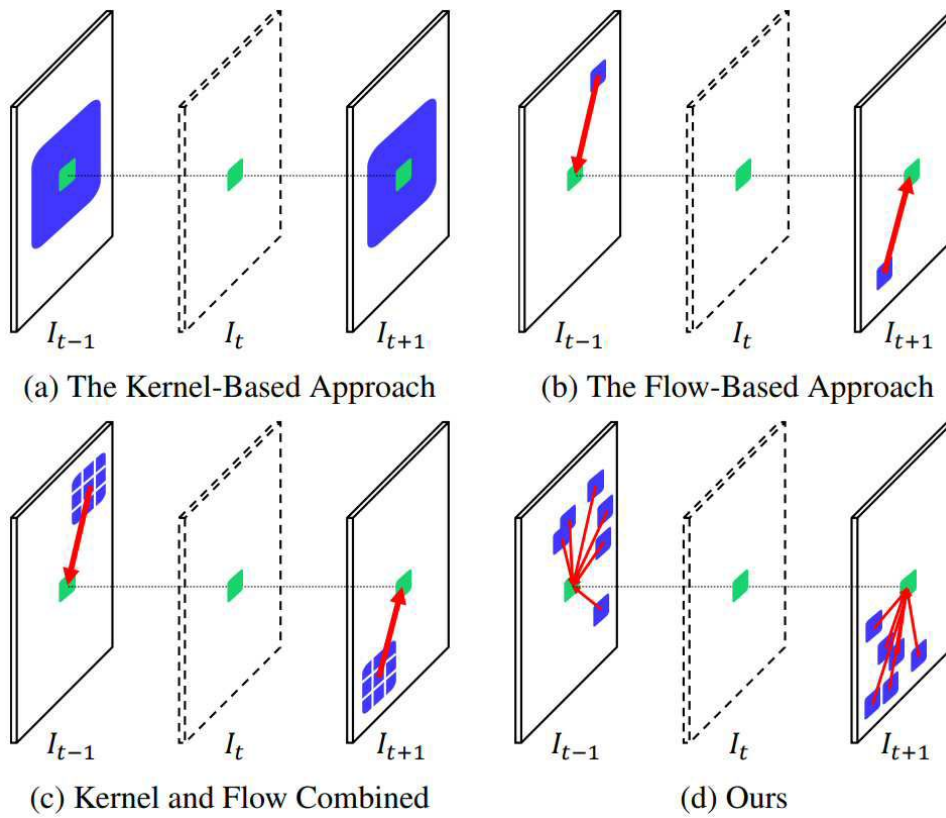 I_{t−1} I_t I_{t+1} I_{t−1} I_t I_{t+1}
(a) The Kernel-Based Approach (b) The Flow-Based Approach
I_{t−1} I_t I_{t+1} I_{t−1} I_t I_{t+1}
(c) Kernel and Flow Combined (d) Ours